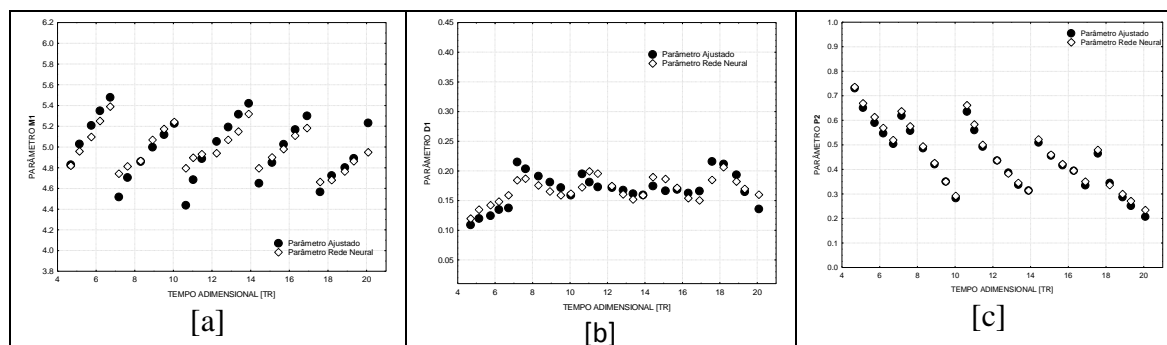 6.2
6.0
5.8
5.6
5.4
5.2
5.0
4.8
4.6
4.4
4.2
4.0
3.8
PARÂMETRO M1
Parâmetro Ajustado
Parâmetro Rede Neural
4 6 8 10 12 14 16 18 20 22
TEMPO ADIMENSIONAL [TR]
[a]
0.45
0.40
0.35
0.30
0.25
0.20
0.15
0.10
0.05
PARÂMETRO D1
Parâmetro Ajustado
Parâmetro Rede Neural
4 6 8 10 12 14 16 18 20 22
TEMPO ADIMENSIONAL [TR]
[b]
1.0
0.9
0.8
0.7
0.6
0.5
0.4
0.3
0.2
0.1
0.0
PARÂMETRO P2
Parâmetro Ajustado
Parâmetro Rede Neural
4 6 8 10 12 14 16 18 20 22
TEMPO ADIMENSIONAL [TR]
[c]